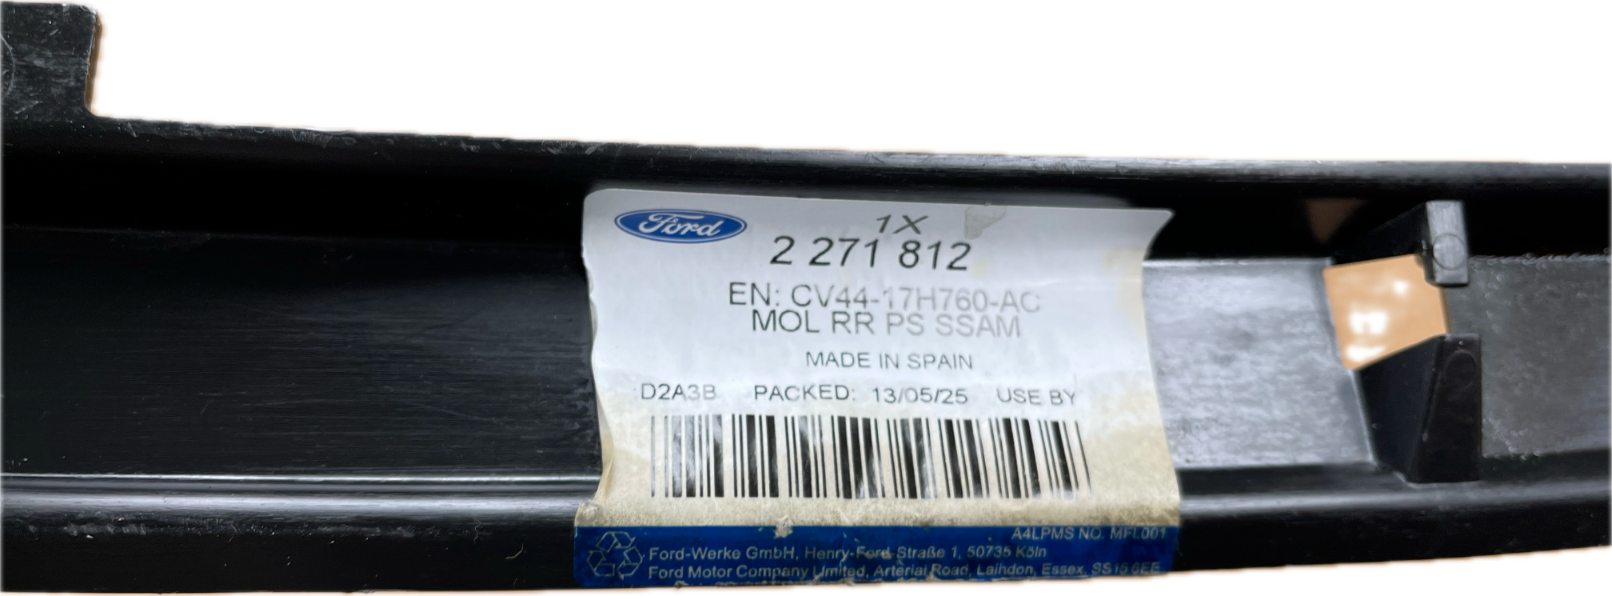 Ford
1X
2 271 812
EN: CV44-17H760-AC
MOL RR PS SSAM
MADE IN SPAIN
D2A3B PACKED: 13/05/25 USE BY
A4LPMS NO. MFL001
Ford-Werke GmbH, Henry-Ford-Straße 1, 50735 Köln
Ford Motor Company Limited, Arterial Road, Laindon, Essex, SS15 6EE